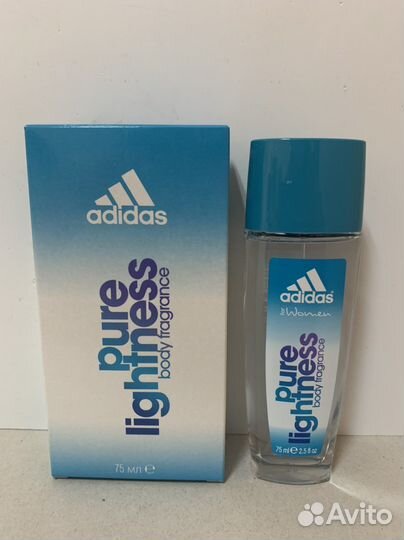 adidas
pure
lightness
body fragrance
75 мл е
adidas
for Women
pure
lightness
body fragrance
75 ml e 2.5 fl oz
Avito